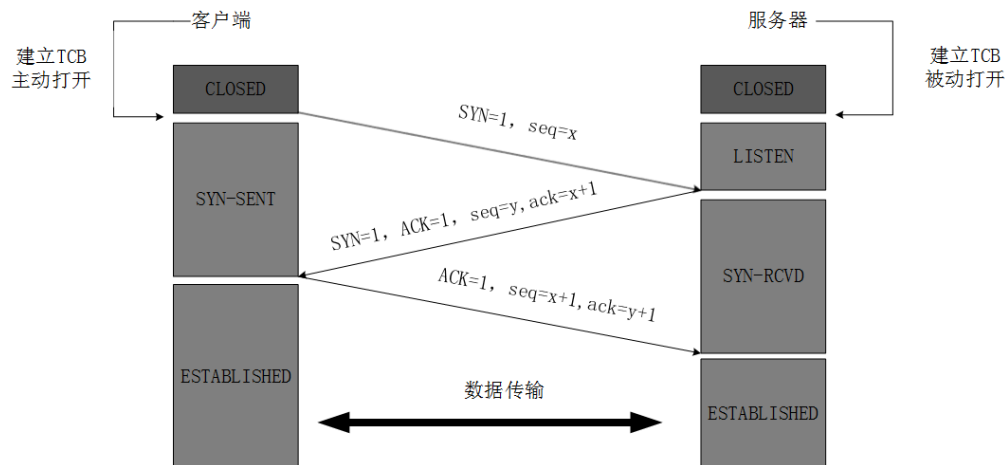 客户端
服务器
建立TCB
主动打开
建立TCB
被动打开
CLOSED
CLOSED
SYN=1，seq=x
LISTEN
SYN-SENT
SYN=1，ACK=1，seq=y,ack=x+1
SYN-RCVD
ACK=1，seq=x+1,ack=y+1
ESTABLISHED
数据传输
ESTABLISHED